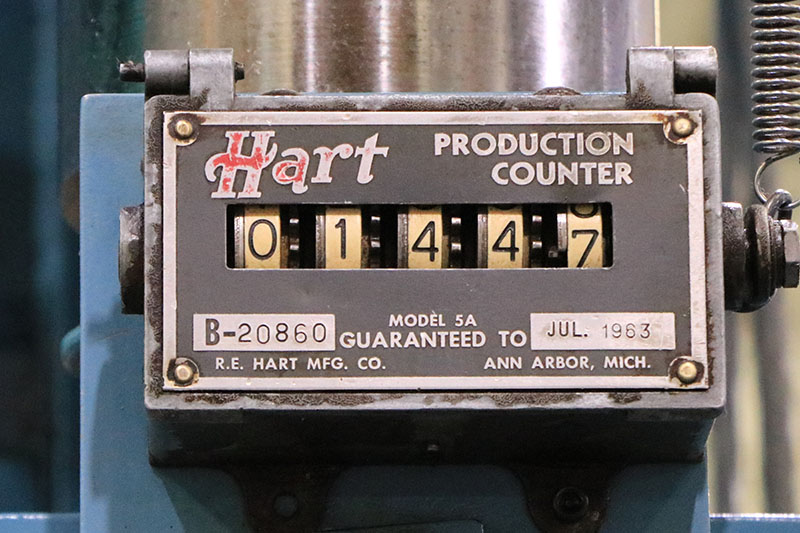 Hart
PRODUCTION
COUNTER
01447
B-20860
MODEL 5A
GUARANTEED TO
JUL. 1963
R.E. HART MFG. CO.
ANN ARBOR, MICH.